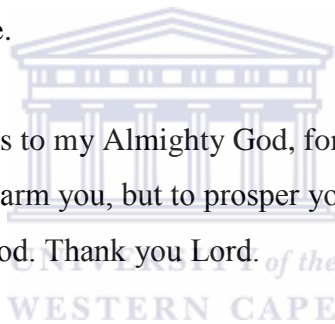 e.
s to my Almighty God, for
arm you, but to prosper yo
od. Thank you Lord.
UNIVERSITY of the
WESTERN CAPE